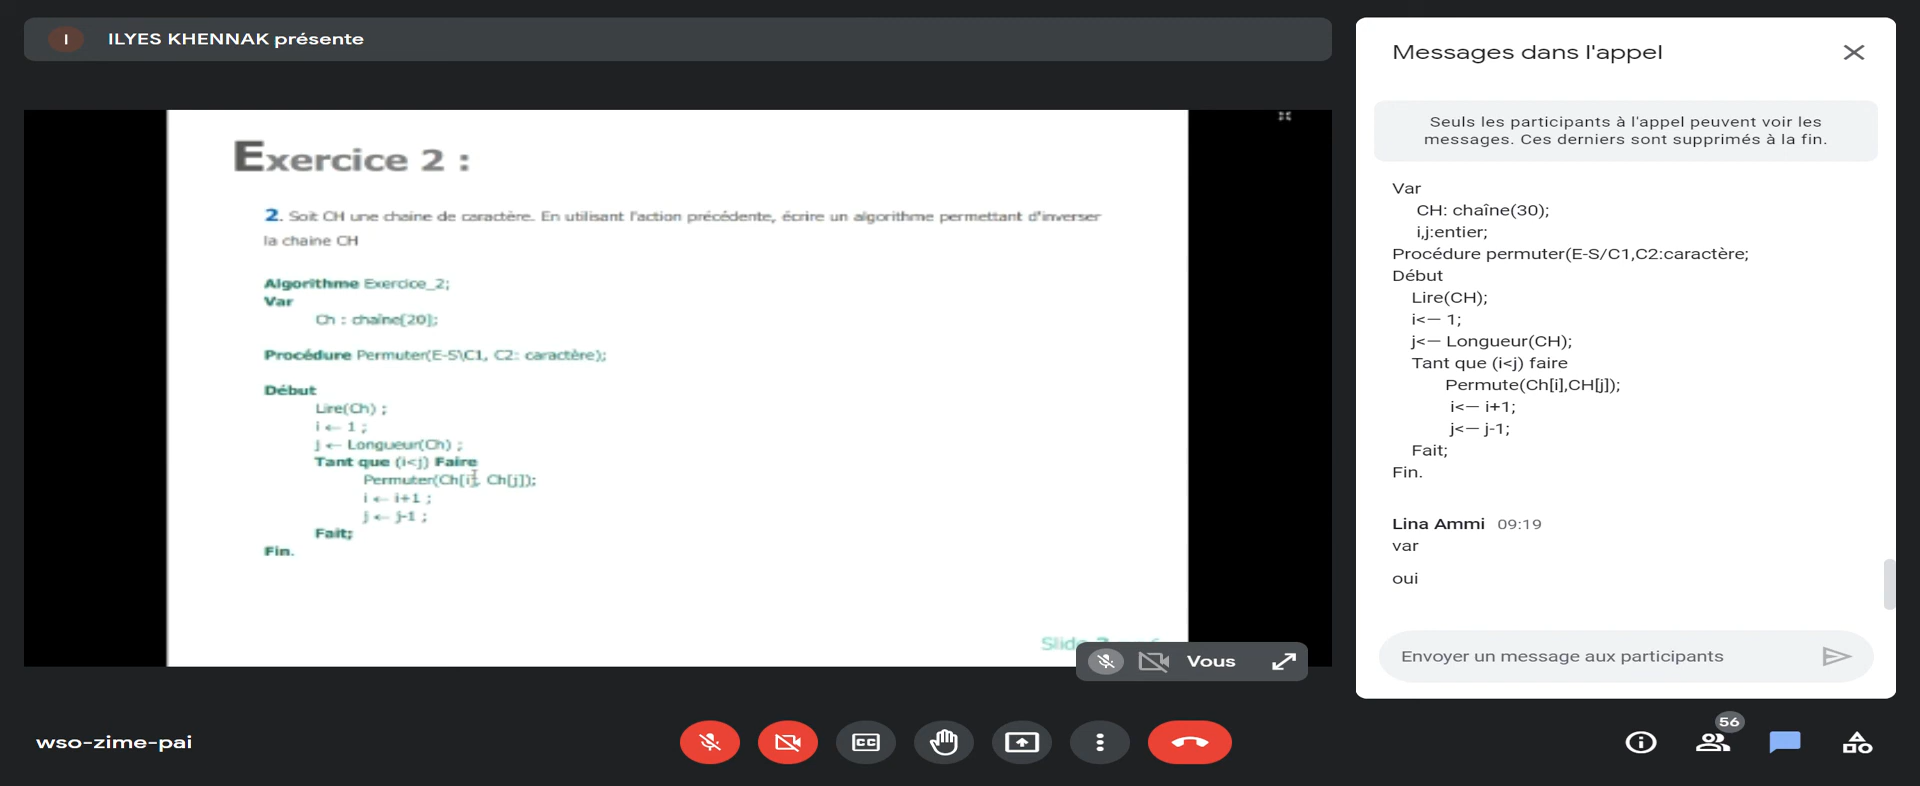 I
ILYES KHENNAK présente
Exercice 2 :
2. Soit CH une chaine de caractère. En utilisant l'action précédente, écrire un algorithme permettant d'inverser
la chaine CH
Algorithme Exercice_2;
Var
Ch : chaîne[20];
Procédure Permuter(E-S\C1, C2: caractère);
Début
Lire(Ch) ;
i ← 1 ;
j ← Longueur(Ch) ;
Tant que (i<j) Faire
Permuter(Ch[i], Ch[j]);
i ← i+1 ;
j ← j-1 ;
Fait;
Fin.
Vous
Messages dans l'appel
Seuls les participants à l'appel peuvent voir les
messages. Ces derniers sont supprimés à la fin.
Var
CH: chaîne(30);
i,j:entier;
Procédure permuter(E-S/C1,C2:caractère;
Début
Lire(CH);
i<— 1;
j<— Longueur(CH);
Tant que (i<j) faire
Permute(Ch[i],CH[j]);
i<— i+1;
j<— j-1;
Fait;
Fin.
Lina Ammi 09:19
var
oui
Envoyer un message aux participants
wso-zime-pai
CC
56